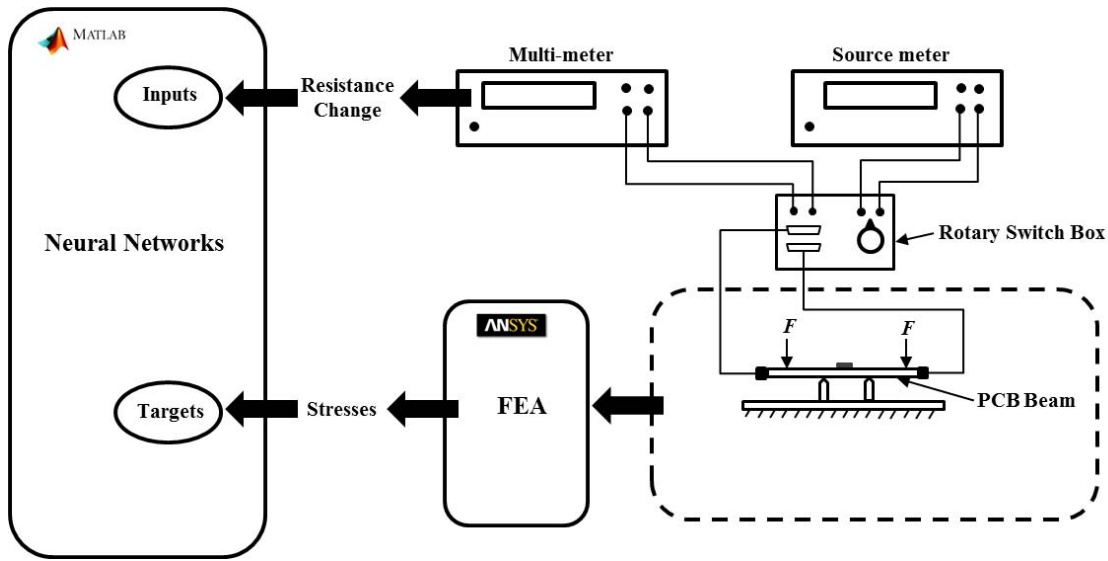 MATLAB
Inputs
Resistance
Change
Multi-meter
Source meter
Neural Networks
Rotary Switch Box
ANSYS
F
F
Targets
Stresses
FEA
PCB Beam